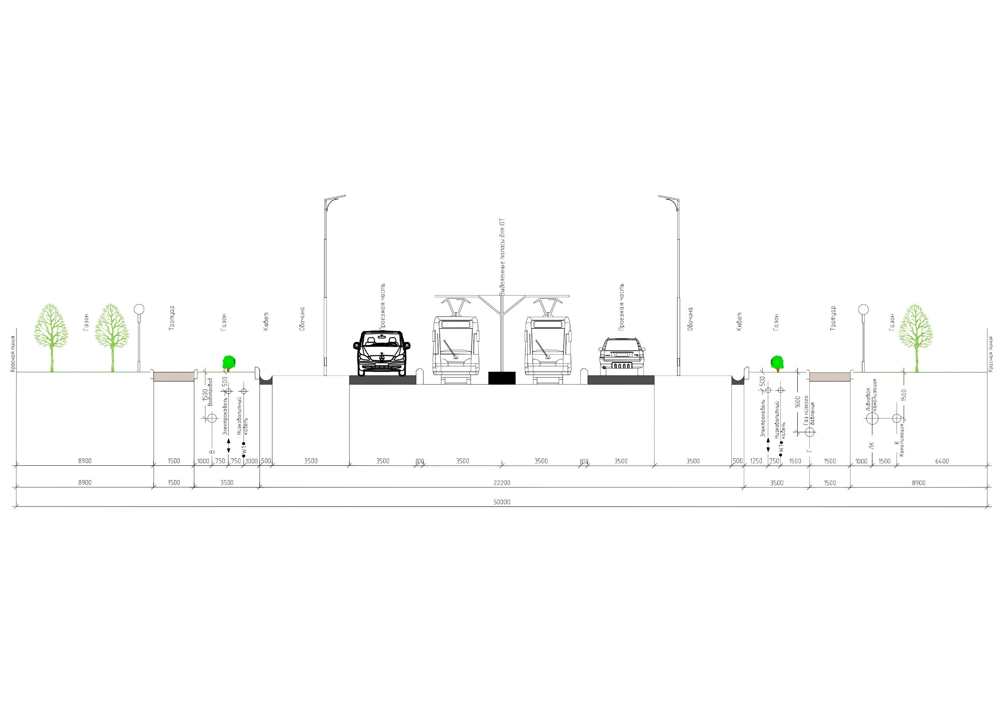 Выделенные полосы для ОТ
Красная линия
Газон
Тротуар
Газон
Кювет
Обочина
Проезжая часть
Проезжая часть
Обочина
Кювет
Газон
Тротуар
Газон
Красная линия
1500
Водопровод
500
Электрокабель
Низковольтный
кабель
В
W1
500
Электрокабель
Низковольтный
кабель
W1
1600
Газ низкого
давления
Г
Ливневая
канализация
ЛК
1500
К
Канализация
8900 1500 1000 750 750 1000 500 3500 3500 100 3500 3500 100 3500 3500 500 1250 750 1500 1500 1000 1500 6400
8900 1500 3500 22200 3500 1500 8900
50000